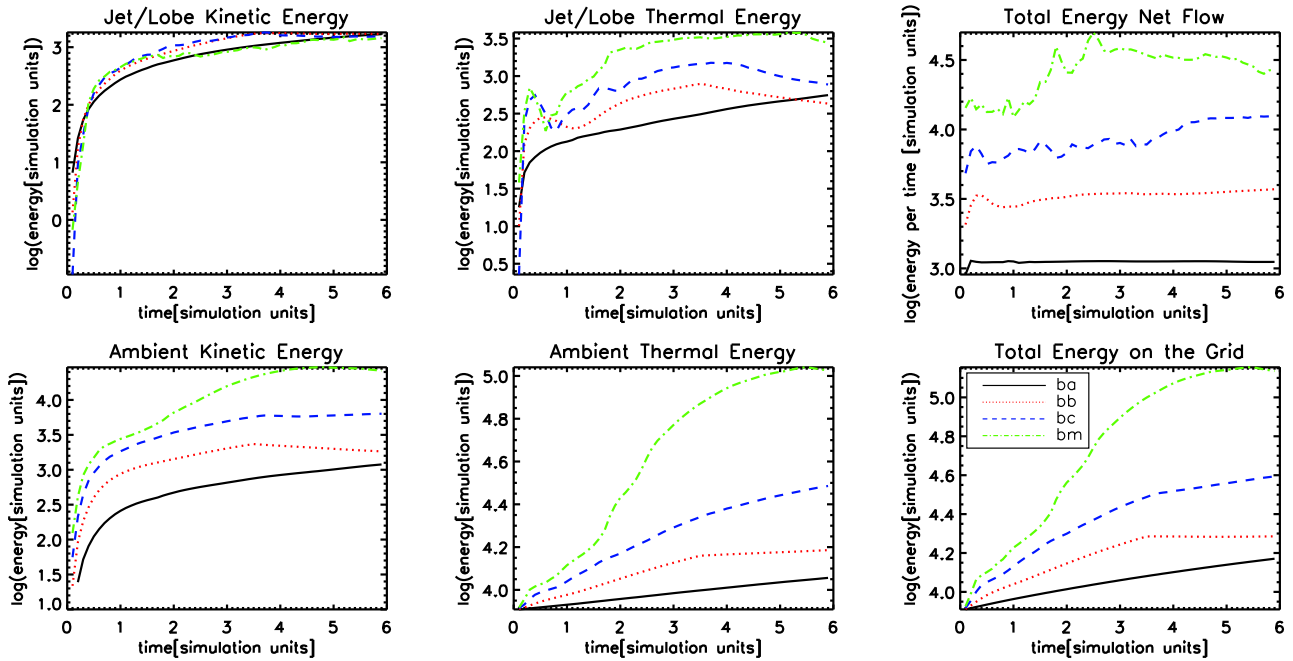 Jet/Lobe Kinetic Energy
log(energy[simulation units])
3
2
1
0
0 1 2 3 4 5 6
time[simulation units]
Jet/Lobe Thermal Energy
log(energy[simulation units])
3.5
3.0
2.5
2.0
1.5
1.0
0.5
0 1 2 3 4 5 6
time[simulation units]
Total Energy Net Flow
log(energy per time [simulation units])
4.5
4.0
3.5
3.0
0 1 2 3 4 5 6
time[simulation units]
Ambient Kinetic Energy
log(energy[simulation units])
4.0
3.5
3.0
2.5
2.0
1.5
1.0
0 1 2 3 4 5 6
time[simulation units]
Ambient Thermal Energy
log(energy[simulation units])
5.0
4.8
4.6
4.4
4.2
4.0
0 1 2 3 4 5 6
time[simulation units]
Total Energy on the Grid
log(energy[simulation units])
5.0
4.8
4.6
4.4
4.2
4.0
ba
bb
bc
bm
0 1 2 3 4 5 6
time[simulation units]